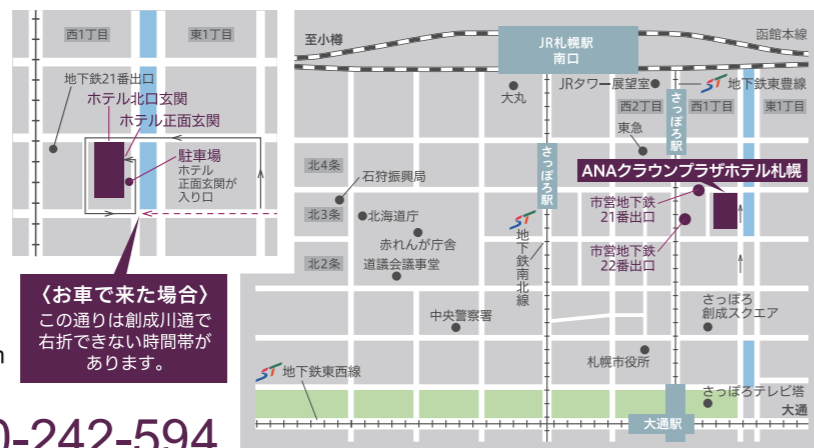 西1丁目
東1丁目
地下鉄21番出口
ホテル北口玄関
ホテル正面玄関
駐車場
ホテル
正面玄関が
入り口
〈お車で来た場合〉
この通りは創成川通で
右折できない時間帯が
あります。
n
0-242-594
至小樽
JR札幌駅
南口
函館本線
大丸
JRタワー展望室
ST
地下鉄東豊線
西2丁目
さっぽろ駅
西1丁目
東1丁目
東急
さっぽろ駅
ANAクラウンプラザホテル札幌
北4条
石狩振興局
市営地下鉄
21番出口
北3条
北海道庁
ST
地下鉄南北線
赤れんが庁舎
市営地下鉄
22番出口
北2条
道議会議事堂
中央警察署
さっぽろ
創成スクエア
札幌市役所
ST
地下鉄東西線
さっぽろテレビ塔
大通
大通駅